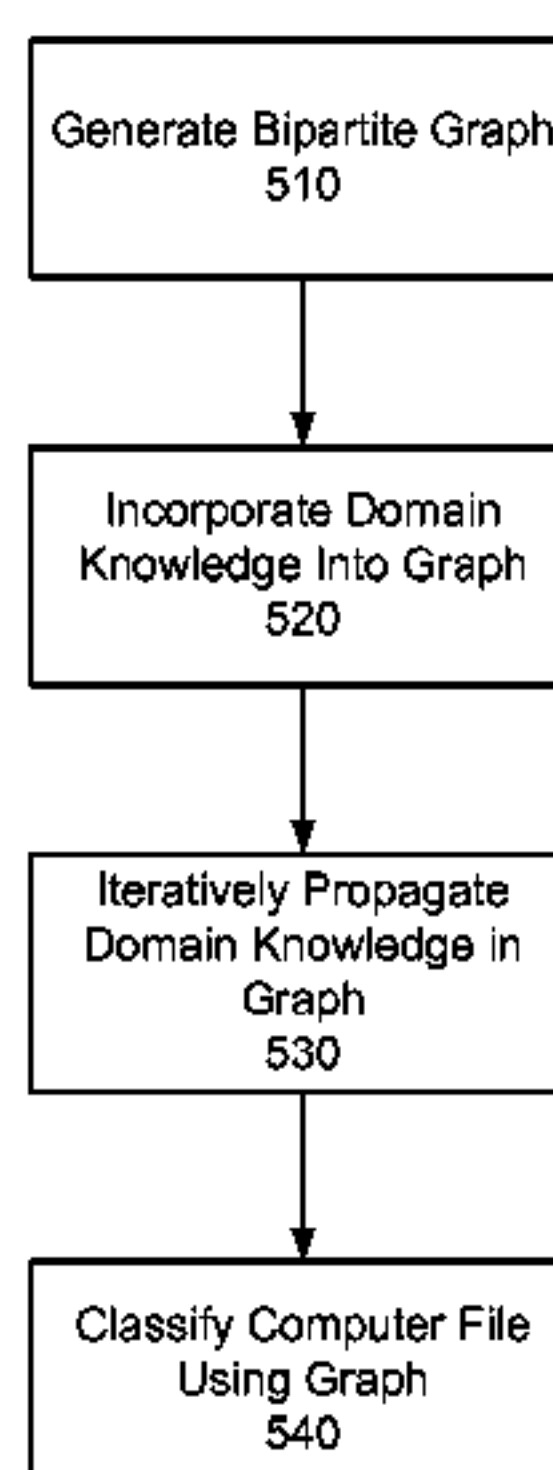 Generate Bipartite Graph
510
Incorporate Domain
Knowledge Into Graph
520
Iteratively Propagate
Domain Knowledge in
Graph
530
Classify Computer File
Using Graph
540